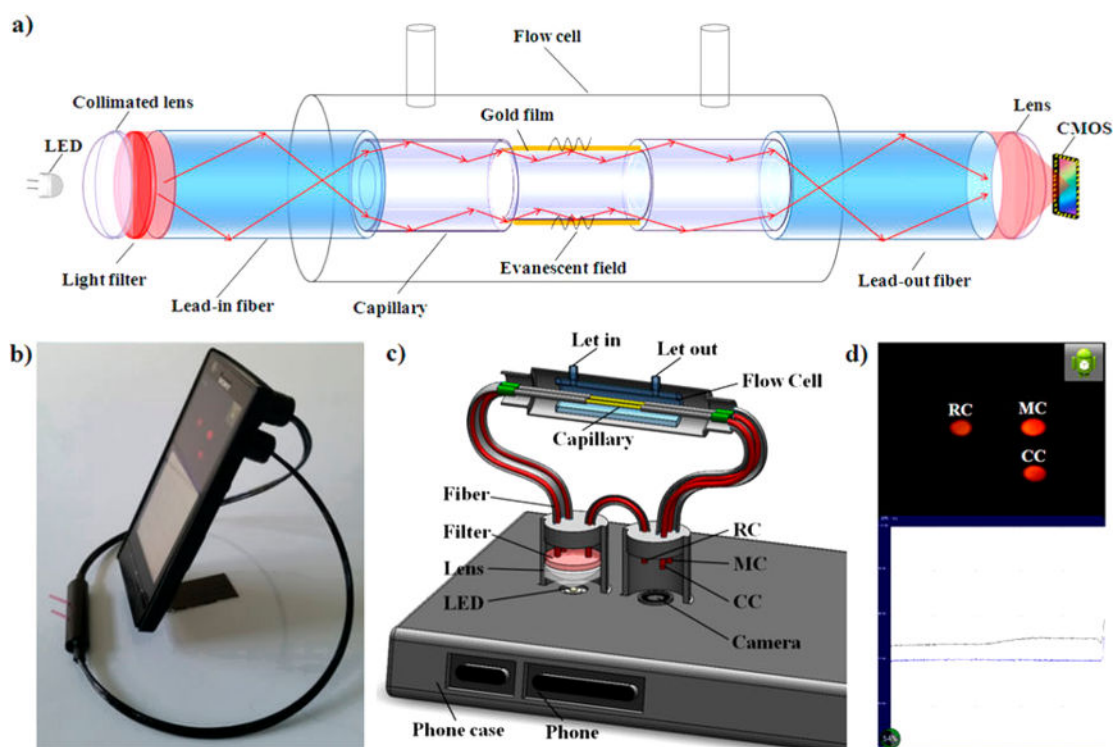 a)
Flow cell
Collimated lens
Gold film
Lens
LED
CMOS
Light filter
Evanescent field
Lead-in fiber
Capillary
Lead-out fiber
b)
c)
Let in
Let out
Flow Cell
Capillary
Fiber
Filter
Lens
LED
RC
MC
CC
Camera
Phone case
Phone
d)
RC
MC
CC
54%